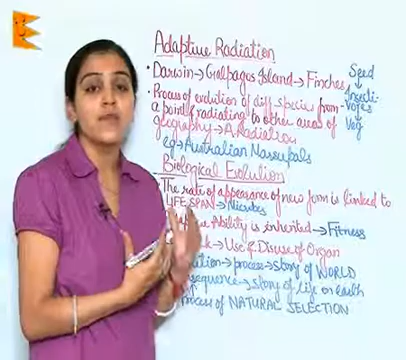 Adaptive Radiation
• Darwin → Galpagos Island → Finches
Seed
↓
Insecti-
vores
↓
Veg
• Process of evolution of diff species from
a point radiating to other areas of
geography → A. Radiation
eg → Australian Marsupials
Biological Evolution
The rate of appearance of new form is linked to
LIFE SPAN → Microbes
ability is inherited → Fitness
Use & Disuse of Organ
→ process → story of WORLD
→ story of life on earth
Process of NATURAL SELECTION